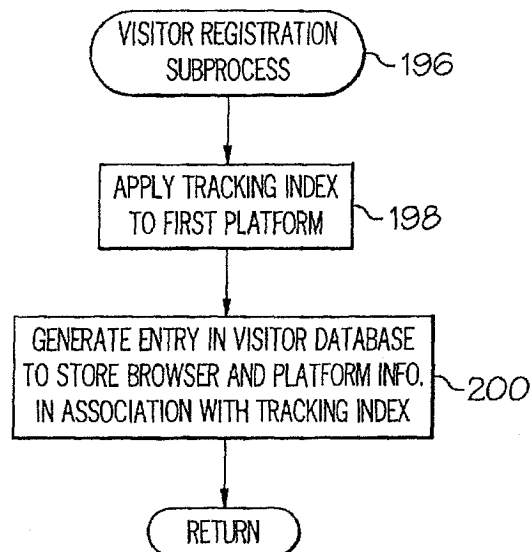 VISITOR REGISTRATION
SUBPROCESS
196
APPLY TRACKING INDEX
TO FIRST PLATFORM
198
GENERATE ENTRY IN VISITOR DATABASE
TO STORE BROWSER AND PLATFORM INFO.
IN ASSOCIATION WITH TRACKING INDEX
200
RETURN